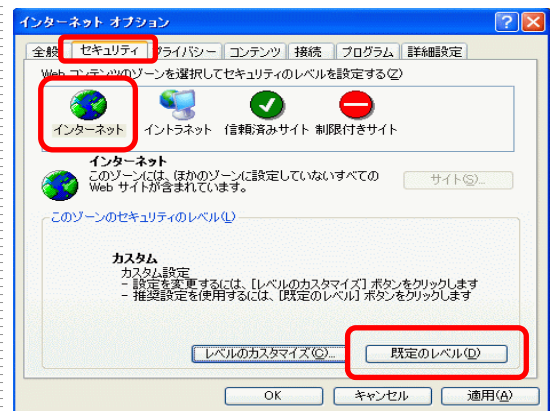 インターネット オプション
全般 セキュリティ プライバシー コンテンツ 接続 プログラム 詳細設定
Web コンテンツのゾーンを選択してセキュリティのレベルを設定する(Z)
インターネット イントラネット 信頼済みサイト 制限付きサイト
インターネット
このゾーンには、ほかのゾーンに設定していないすべての
Web サイトが含まれています。
サイト(S)...
このゾーンのセキュリティのレベル(L)
カスタム
カスタム設定
- 設定を変更するには、[レベルのカスタマイズ] ボタンをクリックします
- 推奨設定を使用するには、[既定のレベル] ボタンをクリックします
レベルのカスタマイズ(C)... 既定のレベル(D)
OK キャンセル 適用(A)